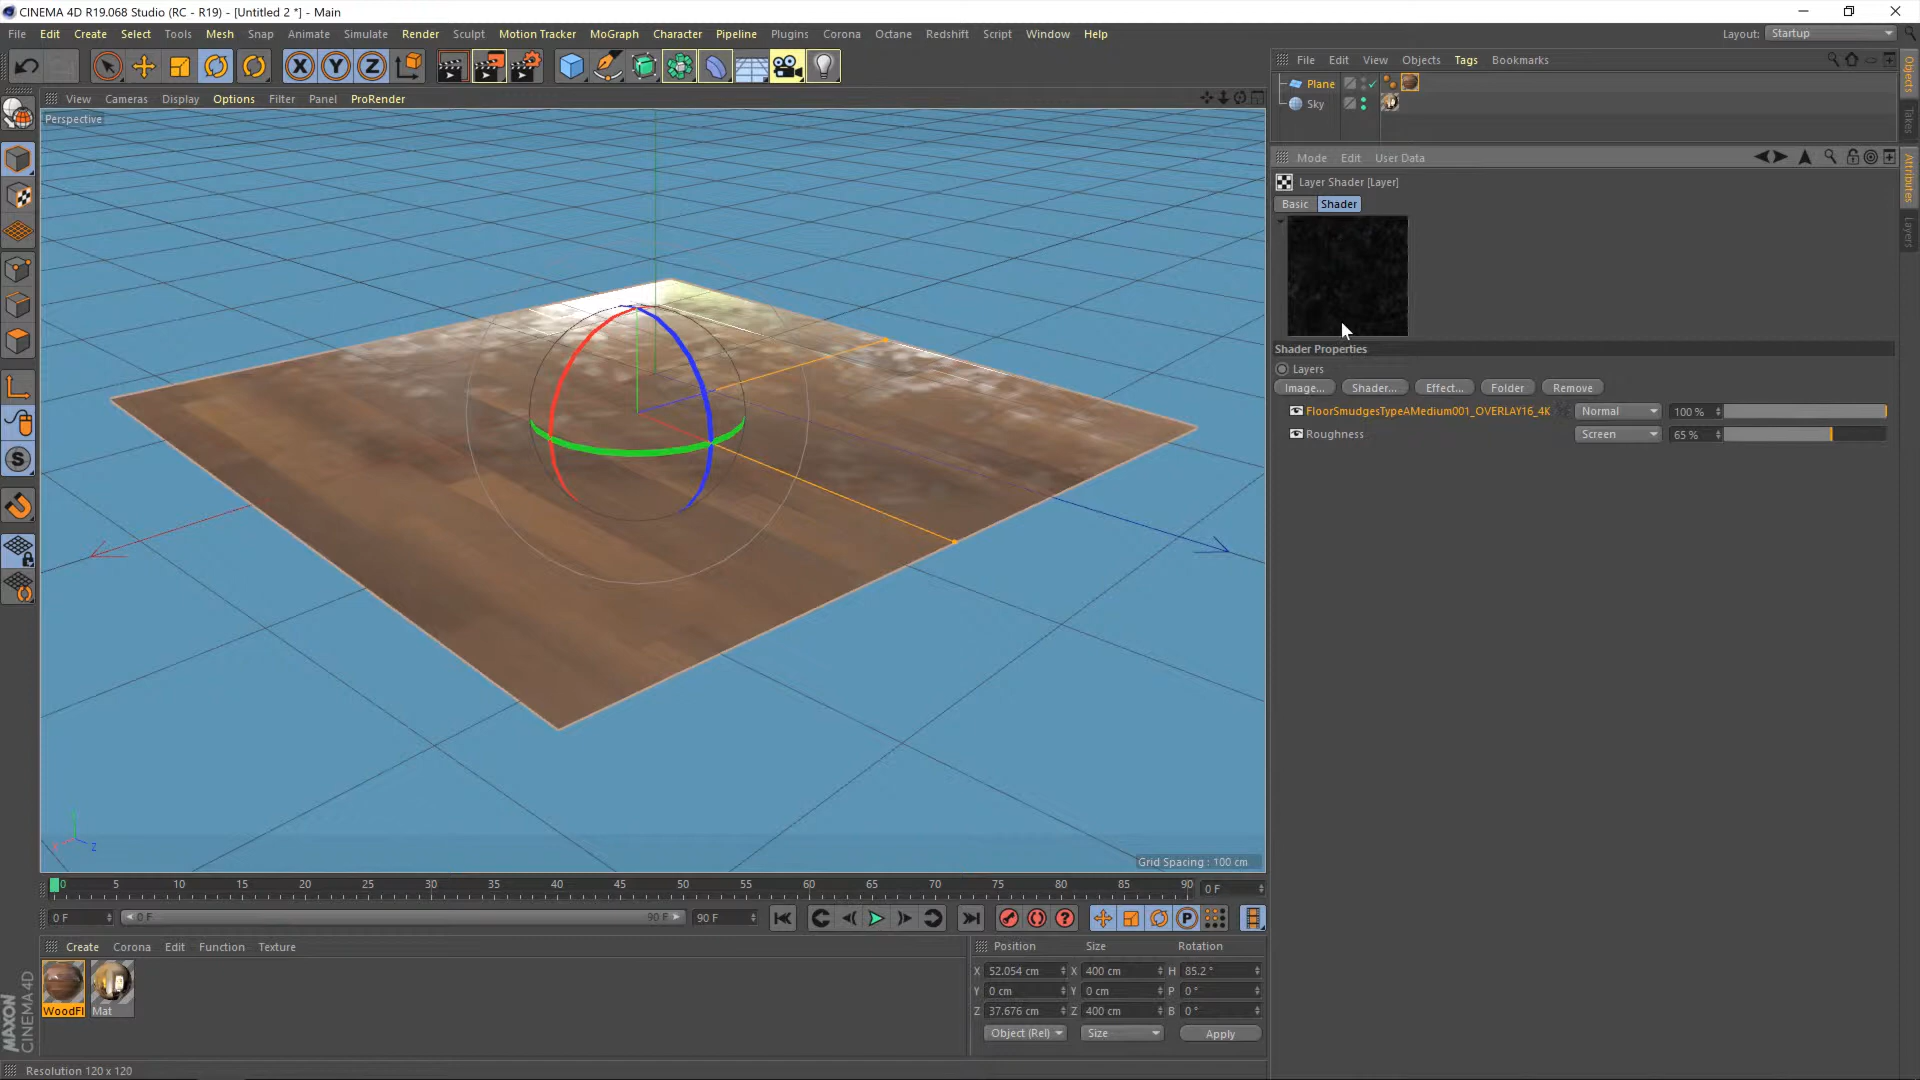 CINEMA 4D R19.068 Studio (RC - R19) - [Untitled 2 *] - Main
File Edit Create Select Tools Mesh Snap Animate Simulate Render Sculpt Motion Tracker MoGraph Character Pipeline Plugins Corona Octane Redshift Script Window Help
Layout: Startup
X Y Z
File Edit View Objects Tags Bookmarks
View Cameras Display Options Filter Panel ProRender
Perspective
Plane
Sky
Objects
Takes
Attributes
Layers
Mode Edit User Data
Layer Shader [Layer]
Basic Shader
Shader Properties
Layers
Image... Shader... Effect... Folder Remove
FloorSmudgesTypeAMedium001_OVERLAY16_4K Normal 100 %
Roughness Screen 65 %
S
Y
X Z
Grid Spacing : 100 cm
0 5 10 15 20 25 30 35 40 45 50 55 60 65 70 75 80 85 90 0 F
0 F 0 F 90 F 90 F
P
Create Corona Edit Function Texture
WoodFl Mat
Position Size Rotation
X 52.054 cm X 400 cm H 85.2 °
Y 0 cm Y 0 cm P 0 °
Z 37.676 cm Z 400 cm B 0 °
Object (Rel) Size Apply
MAXON
CINEMA 4D
Resolution 120 x 120